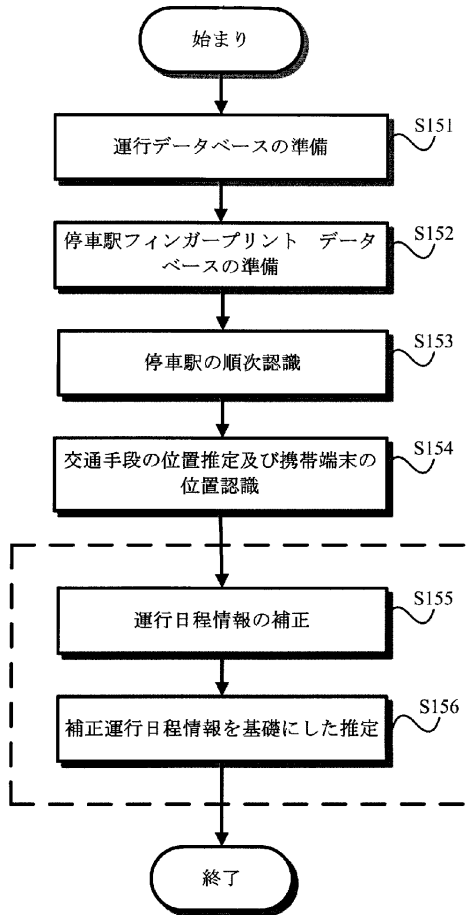 始まり
運行データベースの準備
S151
停車駅フィンガープリント　データ
ベースの準備
S152
停車駅の順次認識
S153
交通手段の位置推定及び携帯端末の
位置認識
S154
運行日程情報の補正
S155
補正運行日程情報を基礎にした推定
S156
終了